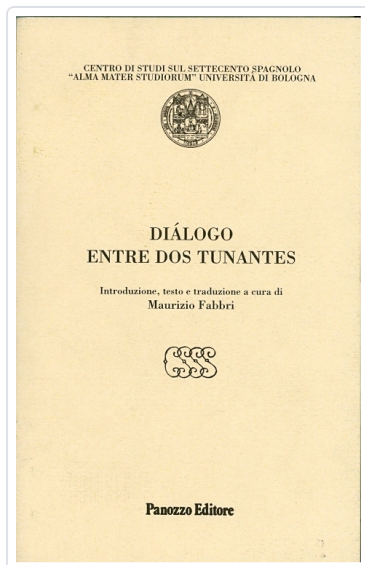 CENTRO DI STUDI SUL SETTECENTO SPAGNOLO
"ALMA MATER STUDIORUM" UNIVERSITÀ DI BOLOGNA
DIÁLOGO
ENTRE DOS TUNANTES
Introduzione, testo e traduzione a cura di
Maurizio Fabbri
CSSS
Panozzo Editore